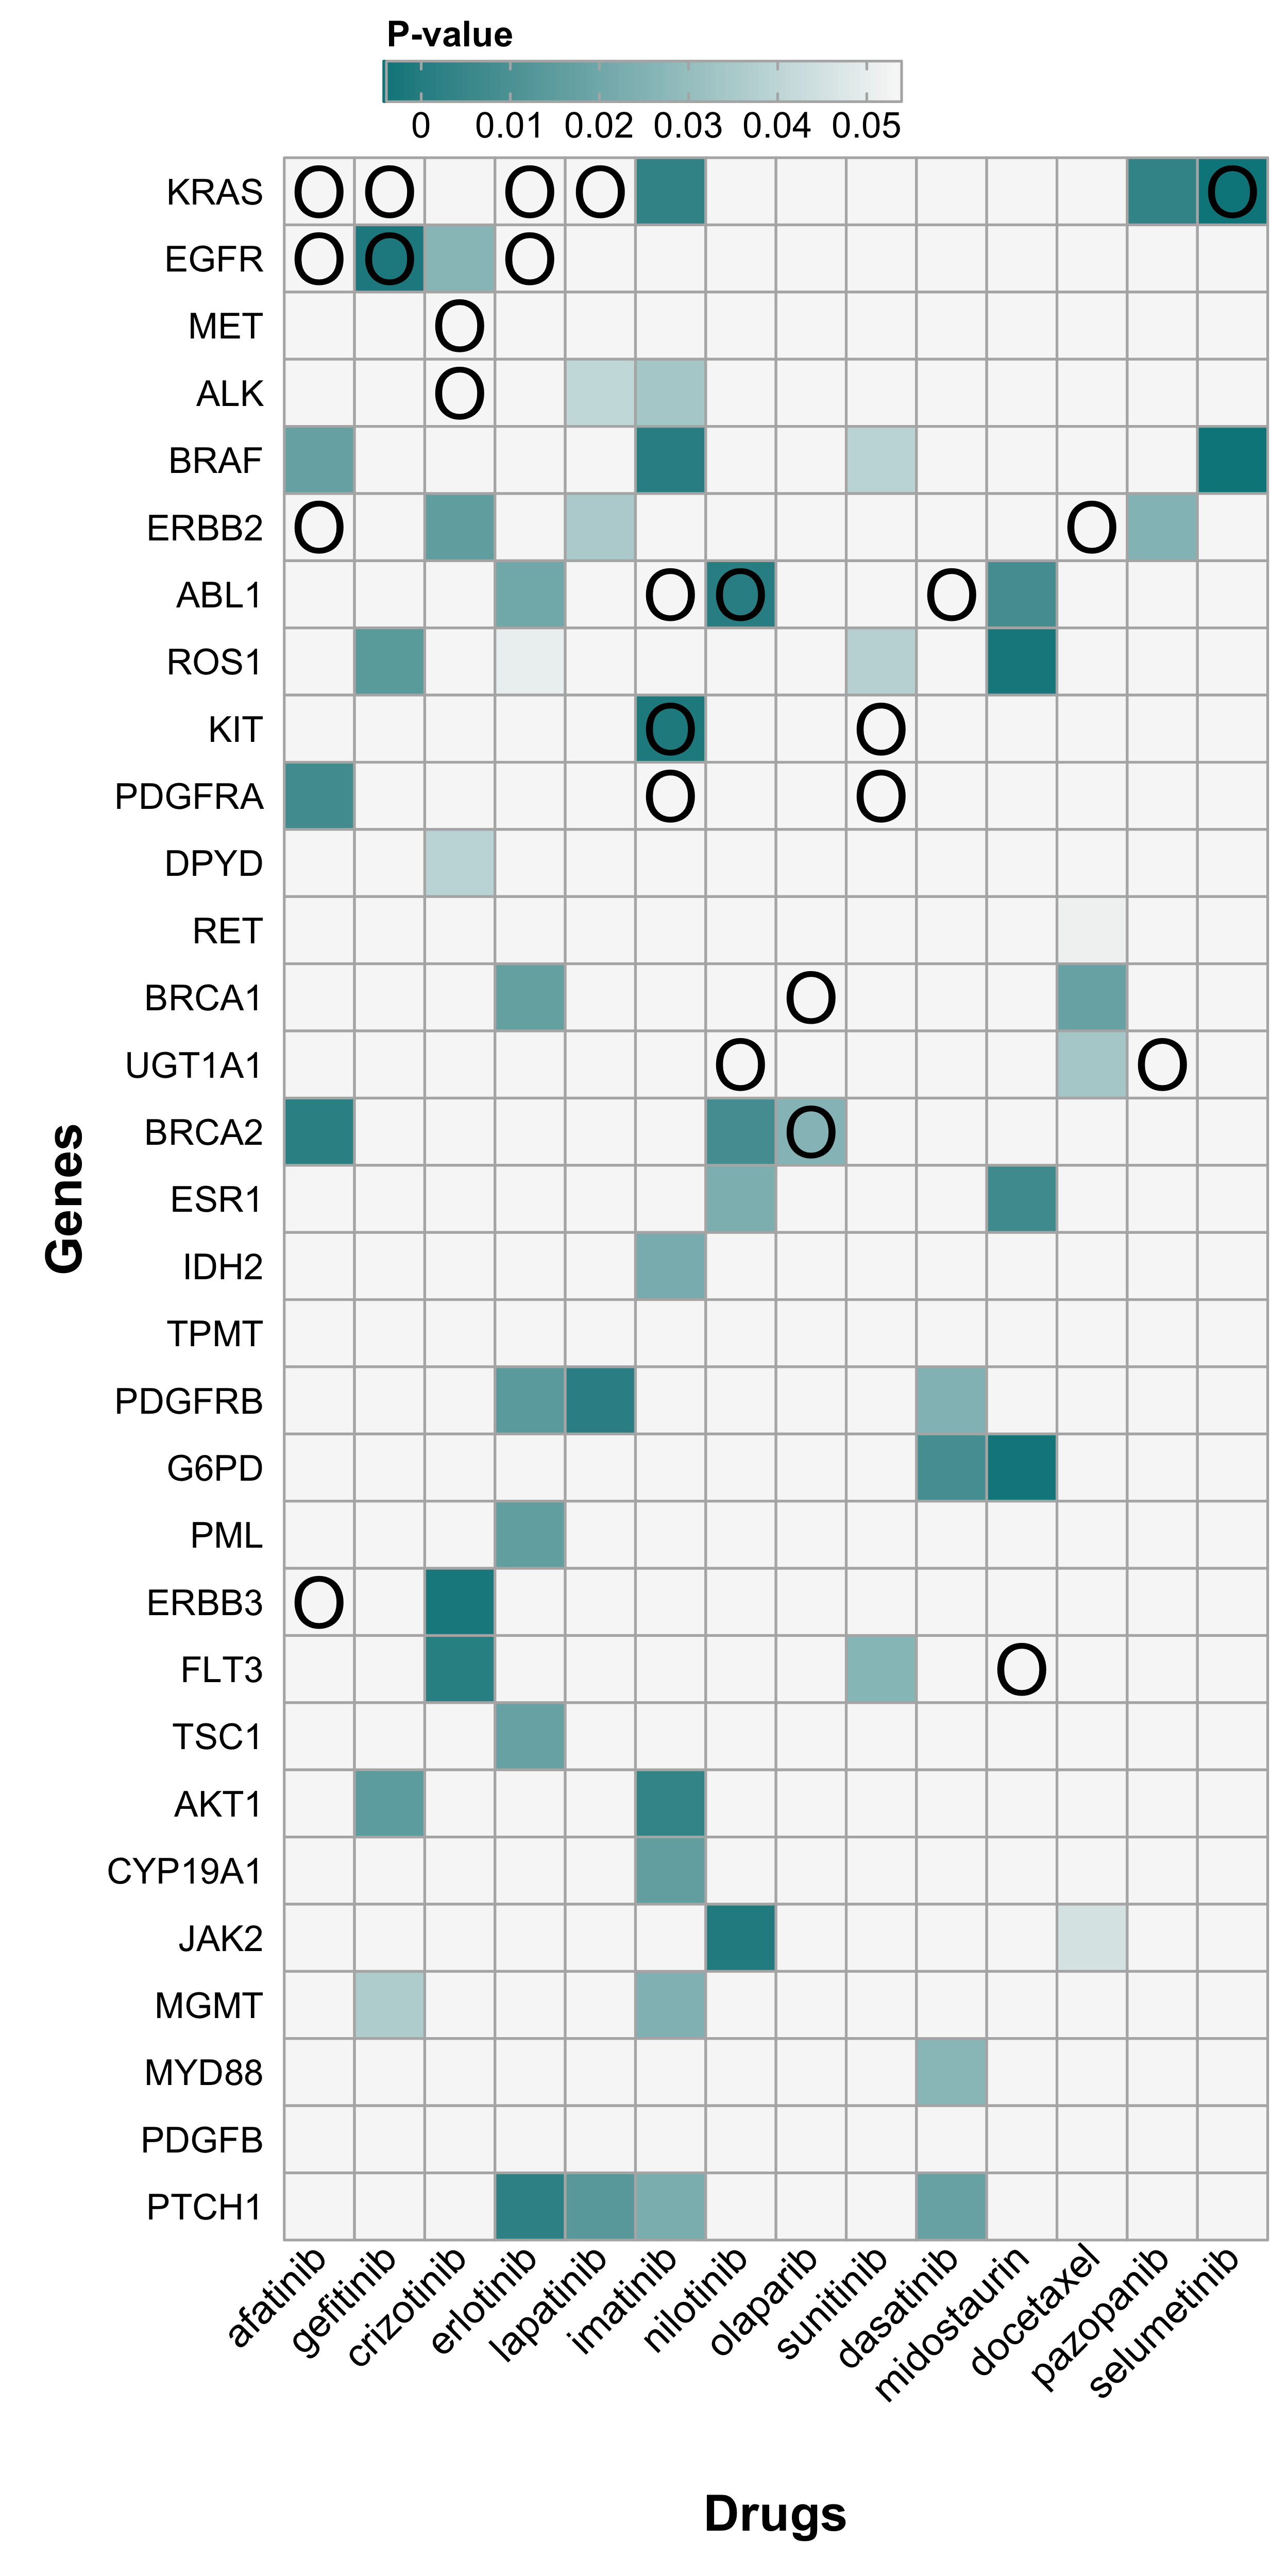 P-value
0 0.01 0.02 0.03 0.04 0.05
KRAS O O O O O
EGFR O O O
MET O
ALK O
BRAF
ERBB2 O O
ABL1 O O O
ROS1
KIT O O
PDGFRA O O
DPYD
RET
BRCA1 O
UGT1A1 O O
BRCA2 O
ESR1
IDH2
TPMT
PDGFRB
G6PD
PML
ERBB3 O
FLT3 O
TSC1
AKT1
CYP19A1
JAK2
MGMT
MYD88
PDGFB
PTCH1
Genes
afatinib
gefitinib
crizotinib
erlotinib
lapatinib
imatinib
nilotinib
olaparib
sunitinib
dasatinib
midostaurin
docetaxel
pazopanib
selumetinib
Drugs